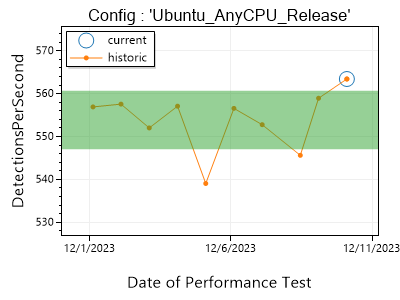 Config : 'Ubuntu_AnyCPU_Release'
current
historic
DetectionsPerSecond
570
560
550
540
530
12/1/2023
12/6/2023
12/11/2023
Date of Performance Test